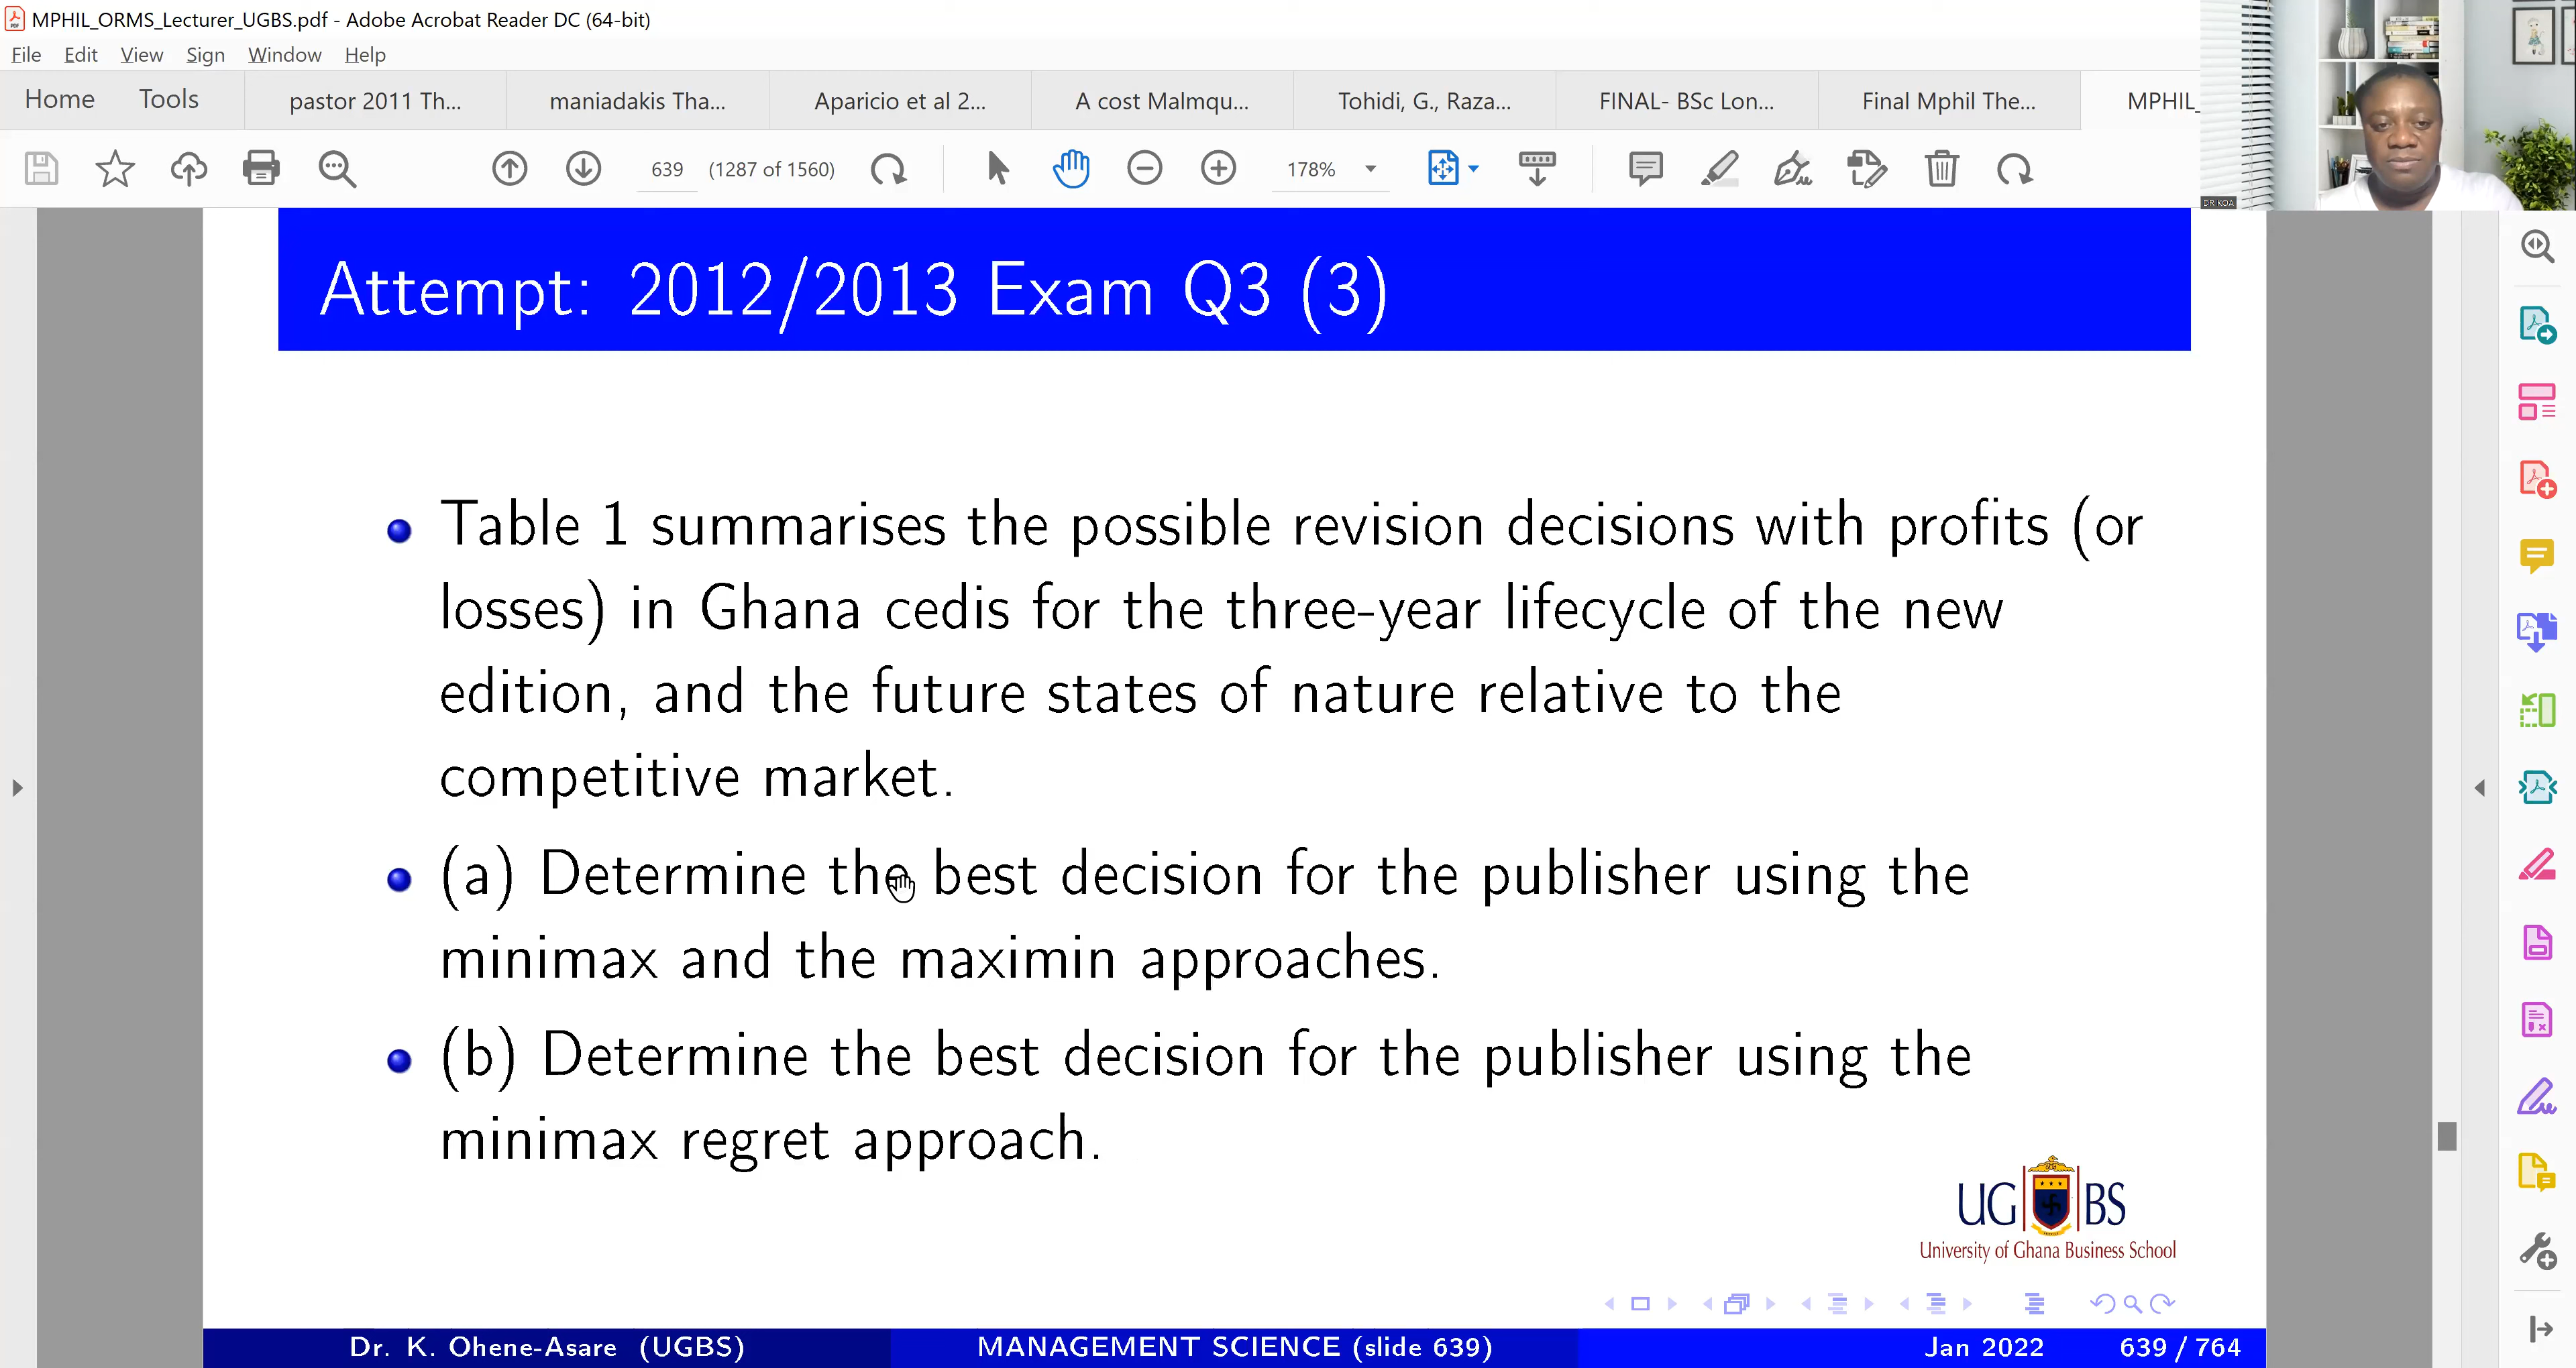 MPHIL_ORMS_Lecturer_UGBS.pdf - Adobe Acrobat Reader DC (64-bit)
File Edit View Sign Window Help
Home Tools pastor 2011 Th... maniadakis Tha... Aparicio et al 2... A cost Malmqu... Tohidi, G., Raza... FINAL- BSc Lon... Final Mphil The... MPHIL_
639 (1287 of 1560) 178%
DR KOA
Attempt: 2012/2013 Exam Q3 (3)
Table 1 summarises the possible revision decisions with profits (or
losses) in Ghana cedis for the three-year lifecycle of the new
edition, and the future states of nature relative to the
competitive market.
(a) Determine the best decision for the publisher using the
minimax and the maximin approaches.
(b) Determine the best decision for the publisher using the
minimax regret approach.
UG BS
University of Ghana Business School
Dr. K. Ohene-Asare (UGBS) MANAGEMENT SCIENCE (slide 639) Jan 2022 639 / 764